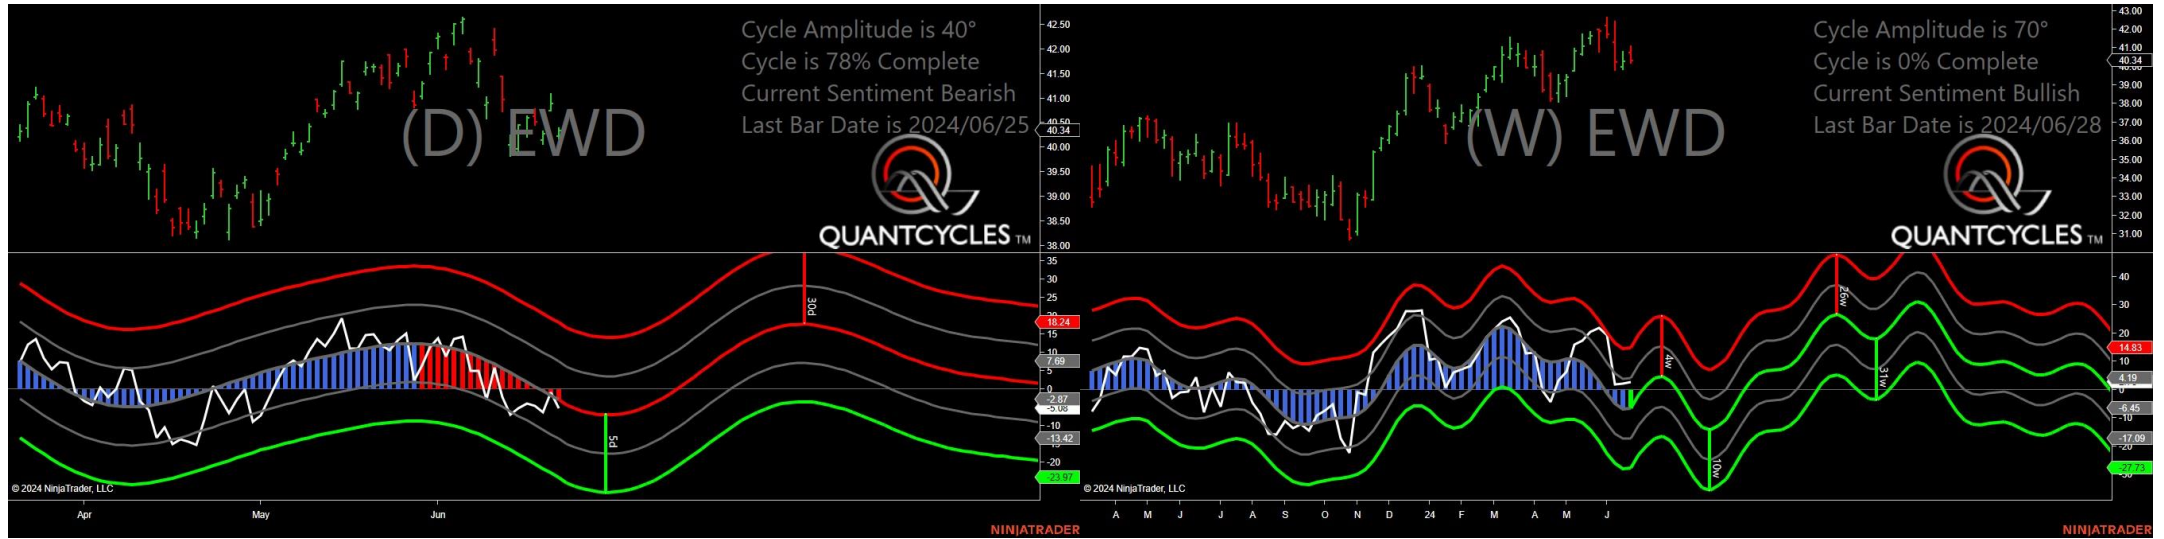 Cycle Amplitude is 40°
Cycle is 78% Complete
Current Sentiment Bearish
Last Bar Date is 2024/06/25
(D) EWD
QUANTCYCLES TM
42.50
42.00
41.50
41.00
40.50
40.34
40.00
39.50
39.00
38.50
38.00
35
30
25
20
18.24
15
10
7.69
5
0
-2.87
-5.08
-10
-13.42
-20
-23.97
30d
5d
© 2024 NinjaTrader, LLC
Apr
May
Jun
NINJATRADER
Cycle Amplitude is 70°
Cycle is 0% Complete
Current Sentiment Bullish
Last Bar Date is 2024/06/28
(W) EWD
QUANTCYCLES TM
43.00
42.00
41.00
40.34
39.00
38.00
37.00
36.00
35.00
34.00
33.00
32.00
31.00
40
30
20
14.83
10
4.19
0
-6.45
-10
-17.09
-20
-27.73
4w
10w
26w
31w
© 2024 NinjaTrader, LLC
A M J J A S O N D 24 F M A M J
NINJATRADER